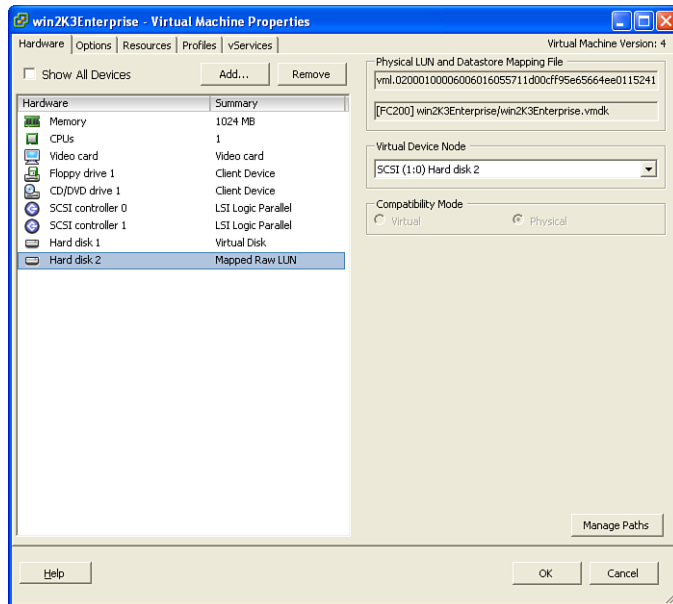 win2K3Enterprise - Virtual Machine Properties
Hardware Options Resources Profiles vServices
Virtual Machine Version: 4
Show All Devices Add... Remove
Hardware Summary
Memory 1024 MB
CPUs 1
Video card Video card
Floppy drive 1 Client Device
CD/DVD drive 1 Client Device
SCSI controller 0 LSI Logic Parallel
SCSI controller 1 LSI Logic Parallel
Hard disk 1 Virtual Disk
Hard disk 2 Mapped Raw LUN
Physical LUN and Datastore Mapping File
vml.02000100006006016055711d00cff95e65664ee0115241
[FC200] win2K3Enterprise/win2K3Enterprise.vmdk
Virtual Device Node
SCSI (1:0) Hard disk 2
Compatibility Mode
Virtual Physical
Manage Paths
Help OK Cancel